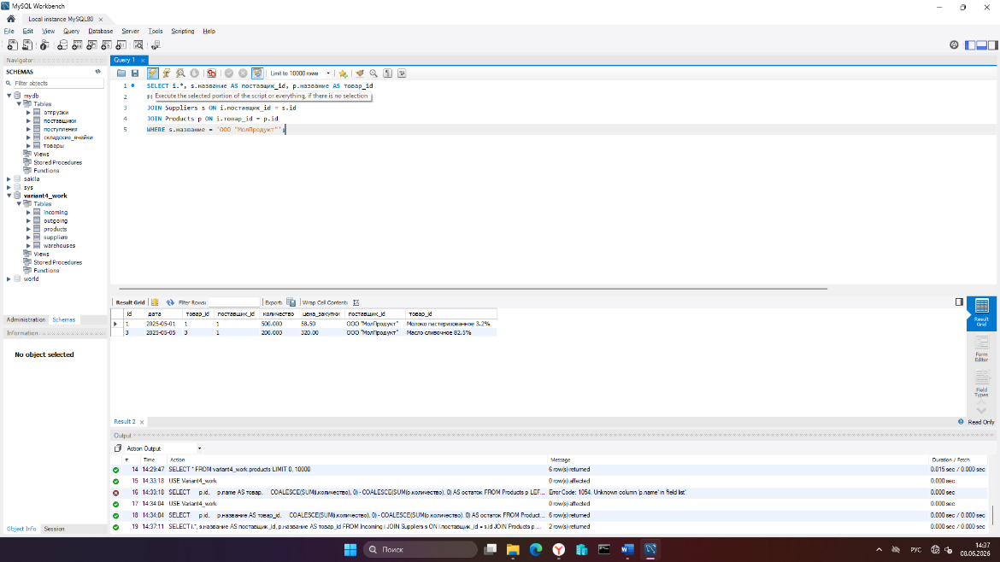 MySQL Workbench
Local instance MySQL80 ×
File Edit View Query Database Server Tools Scripting Help
Navigator
SCHEMAS
Filter objects
mydb
Tables
отгрузки
поставщики
поступления
складские_ячейки
товары
Views
Stored Procedures
Functions
sakila
sys
variant4_work
Tables
incoming
outgoing
products
suppliers
warehouses
Views
Stored Procedures
Functions
world
Administration Schemas
Information
No object selected
Object Info Session
Query 1 ×
Limit to 10000 rows
1 SELECT i.*, s.название AS поставщик_id, p.название AS товар_id
2
Execute the selected portion of the script or everything, if there is no selection
3 JOIN Suppliers s ON i.поставщик_id = s.id
4 JOIN Products p ON i.товар_id = p.id
5 WHERE s.название = 'ООО "МолПродукт"';
Result Grid Filter Rows: Export: Wrap Cell Content:
id дата товар_id поставщик_id количество цена_закупки поставщик_id товар_id
1 2025-05-01 1 1 500.000 58.50 ООО "МолПродукт" Молоко пастеризованное 3.2%
3 2025-05-05 3 1 200.000 320.00 ООО "МолПродукт" Масло сливочное 82.5%
Result Grid
Form Editor
Field Types
Result 2 ×
Read Only
Output
Action Output
# Time Action Message Duration / Fetch
14 14:29:47 SELECT * FROM variant4_work.products LIMIT 0, 10000 6 row(s) returned 0.015 sec / 0.000 sec
15 14:33:18 USE Variant4_work 0 row(s) affected 0.000 sec
16 14:33:18 SELECT p.id, p.name AS товар, COALESCE(SUM(i.количество), 0) - COALESCE(SUM(o.количество), 0) AS остаток FROM Products p LEF... Error Code: 1054. Unknown column 'p.name' in field list' 0.000 sec
17 14:34:04 USE Variant4_work 0 row(s) affected 0.000 sec
18 14:34:04 SELECT p.id, p.название AS товар_id, COALESCE(SUM(i.количество), 0) - COALESCE(SUM(o.количество), 0) AS остаток FROM Product... 6 row(s) returned 0.000 sec / 0.000 sec
19 14:37:11 SELECT i.*, s.название AS поставщик_id, p.название AS товар_id FROM Incoming i JOIN Suppliers s ON i.поставщик_id = s.id JOIN Products p ... 2 row(s) returned 0.000 sec / 0.000 sec
Поиск
РУС
14:37
08.06.2026